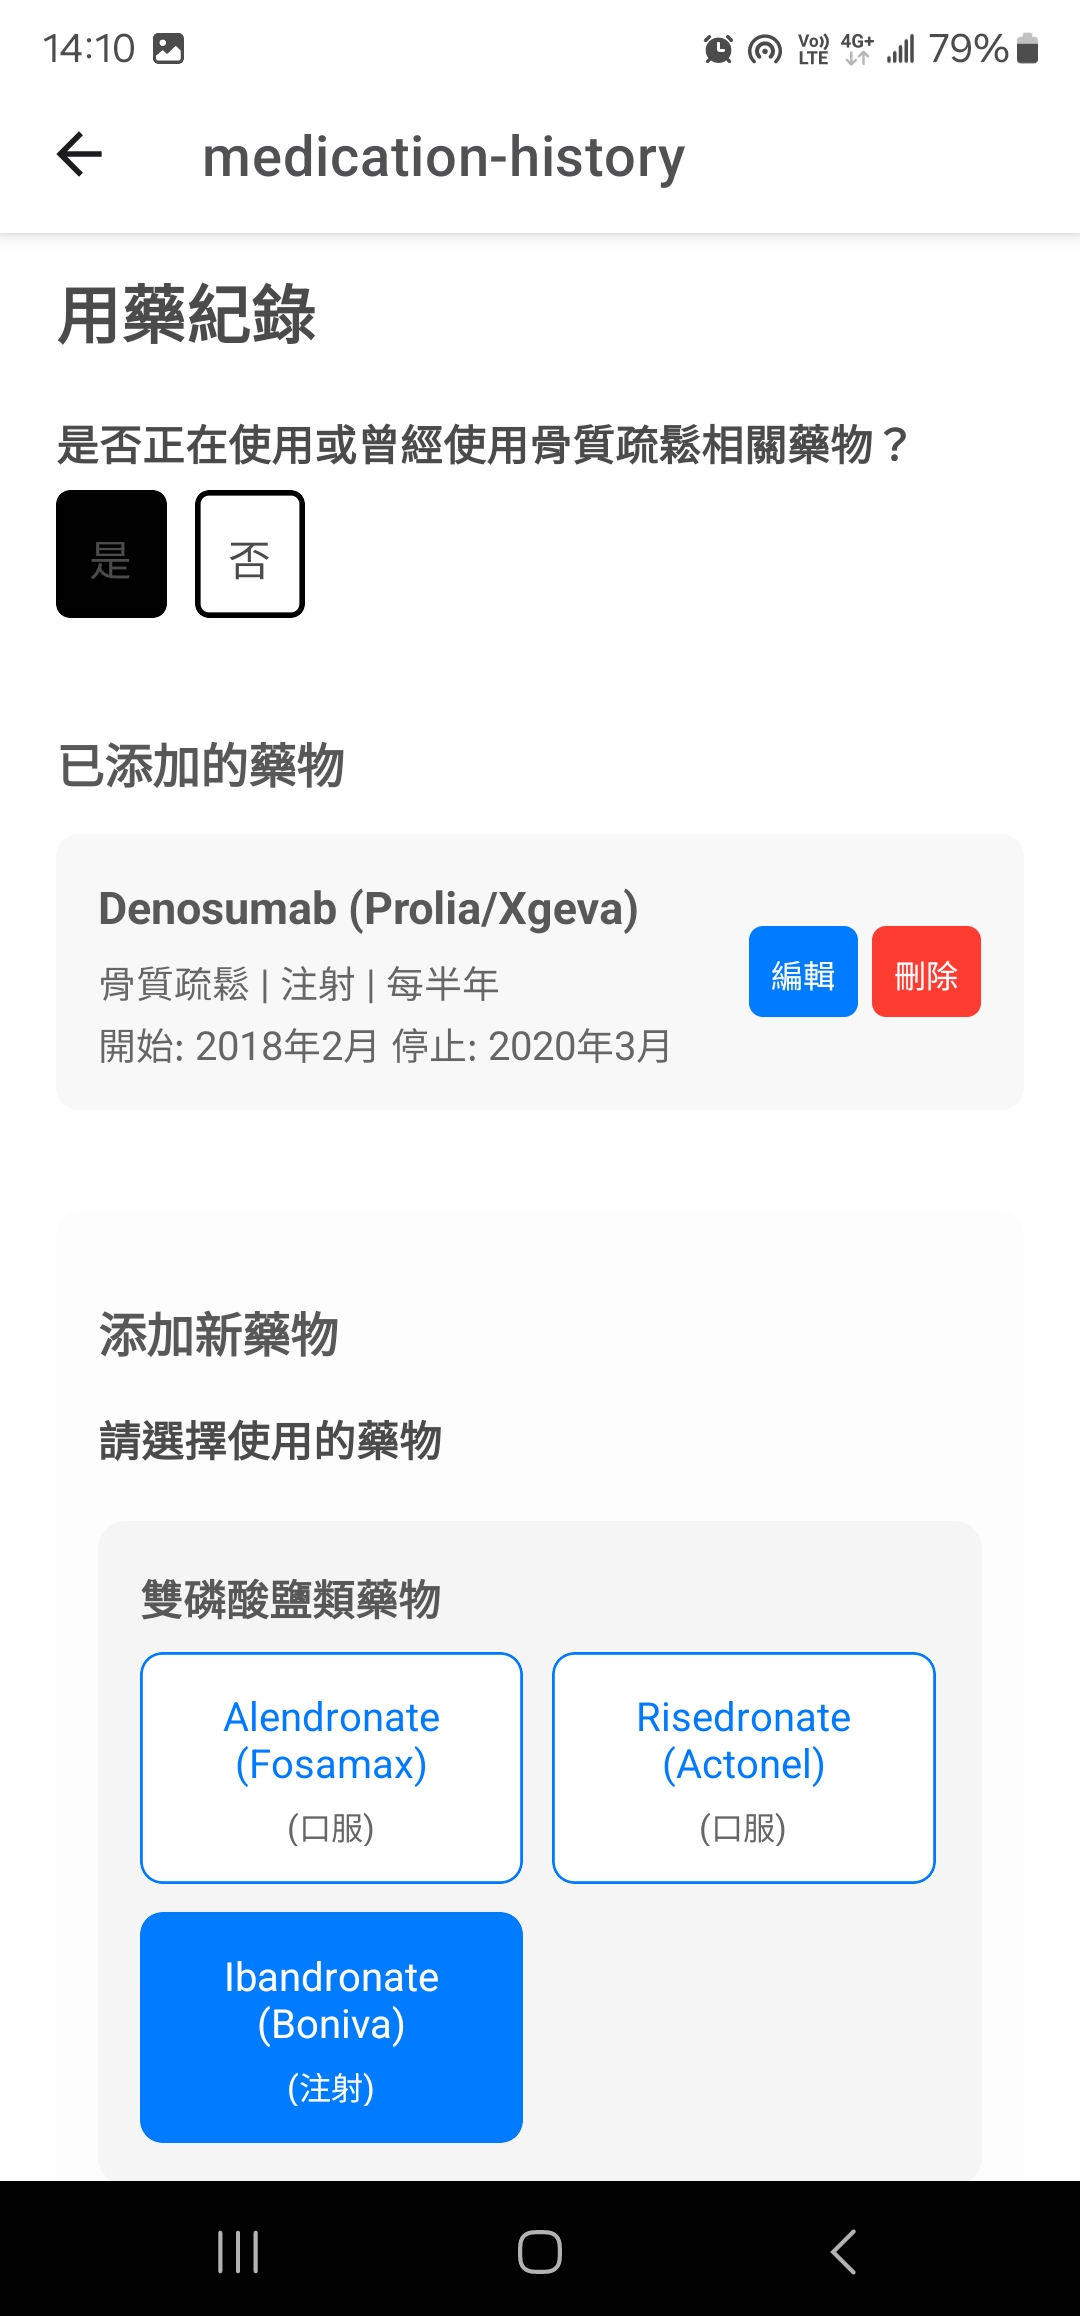 14:10
Vo)) LTE 4G+ 79%
medication-history
用藥紀錄
是否正在使用或曾經使用骨質疏鬆相關藥物？
是 否
已添加的藥物
Denosumab (Prolia/Xgeva)
骨質疏鬆 | 注射 | 每半年
開始: 2018年2月 停止: 2020年3月
編輯 刪除
添加新藥物
請選擇使用的藥物
雙磷酸鹽類藥物
Alendronate
(Fosamax)
(口服)
Risedronate
(Actonel)
(口服)
Ibandronate
(Boniva)
(注射)